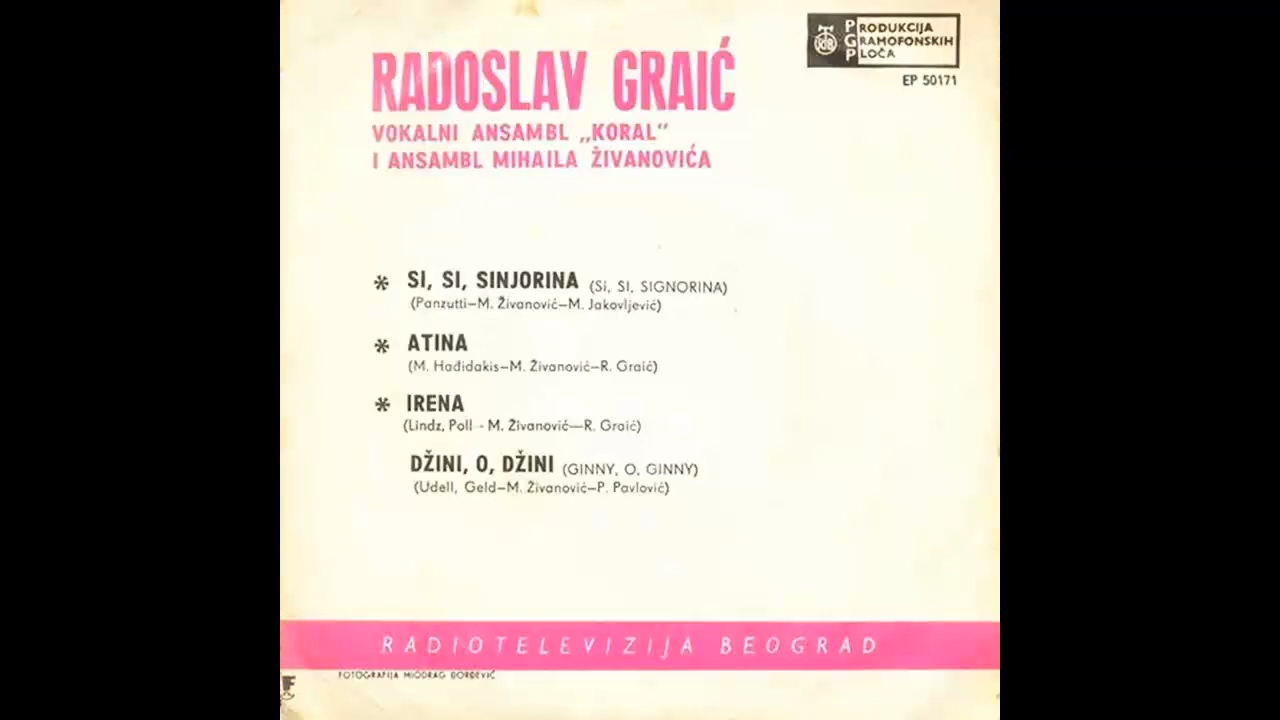 PRODUKCIJA
GRAMOFONSKIH
PLOČA
EP 50171
RADOSLAV GRAIĆ
VOKALNI ANSAMBL „KORAL“
I ANSAMBL MIHAILA ŽIVANOVIĆA
* SI, SI, SINJORINA (Si, SI, SIGNORINA)
(Panzutti–M. Živanović–M. Jakovljević)
* ATINA
(M. Hađidakis–M. Živanović–R. Graić)
* IRENA
(Lindz, Poll - M. Živanović—R. Graić)
DŽINI, O, DŽINI (GINNY, O, GINNY)
(Udell, Geld–M. Živanović–P. Pavlović)
RADIOTELEVIZIJA BEOGRAD
FOTOGRAFIJA MIODRAG ĐORĐEVIĆ